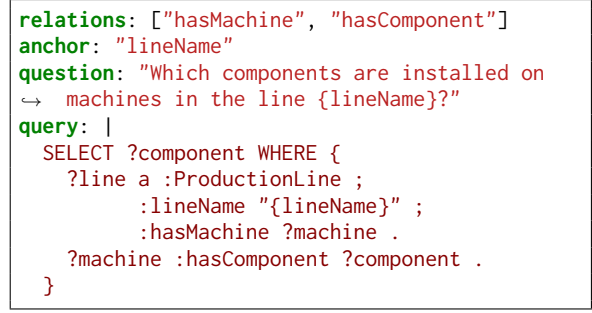 relations: ["hasMachine", "hasComponent"]
anchor: "lineName"
question: "Which components are installed on
↪ machines in the line {lineName}?"
query: |
  SELECT ?component WHERE {
    ?line a :ProductionLine ;
          :lineName "{lineName}" ;
          :hasMachine ?machine .
    ?machine :hasComponent ?component .
  }